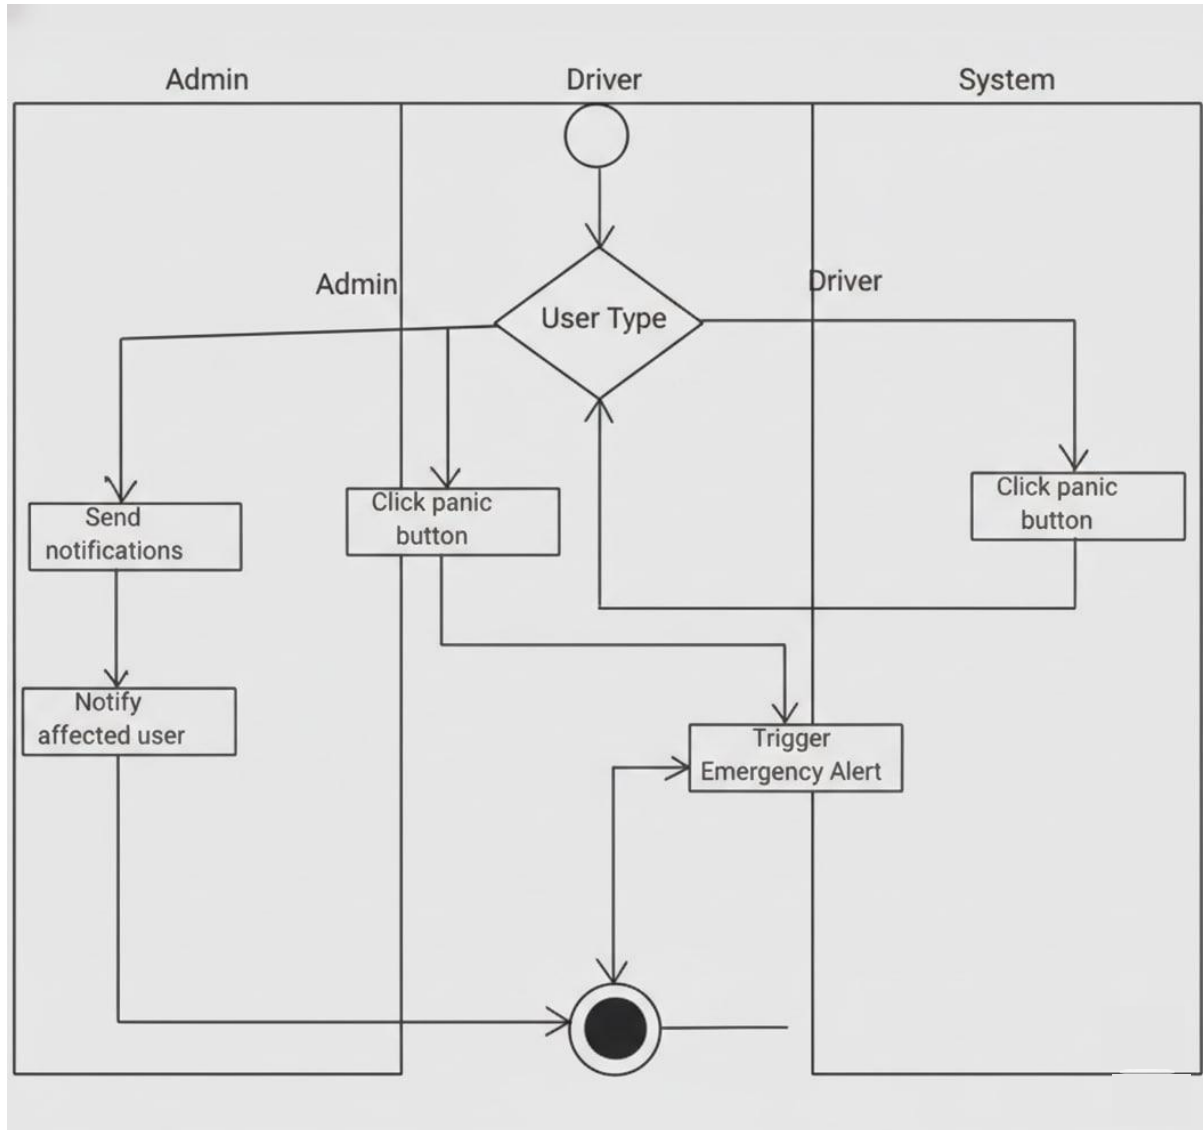 Admin
Driver
System
Admin
Driver
User Type
Click panic
button
Click panic
button
Send
notifications
Notify
affected user
Trigger
Emergency Alert